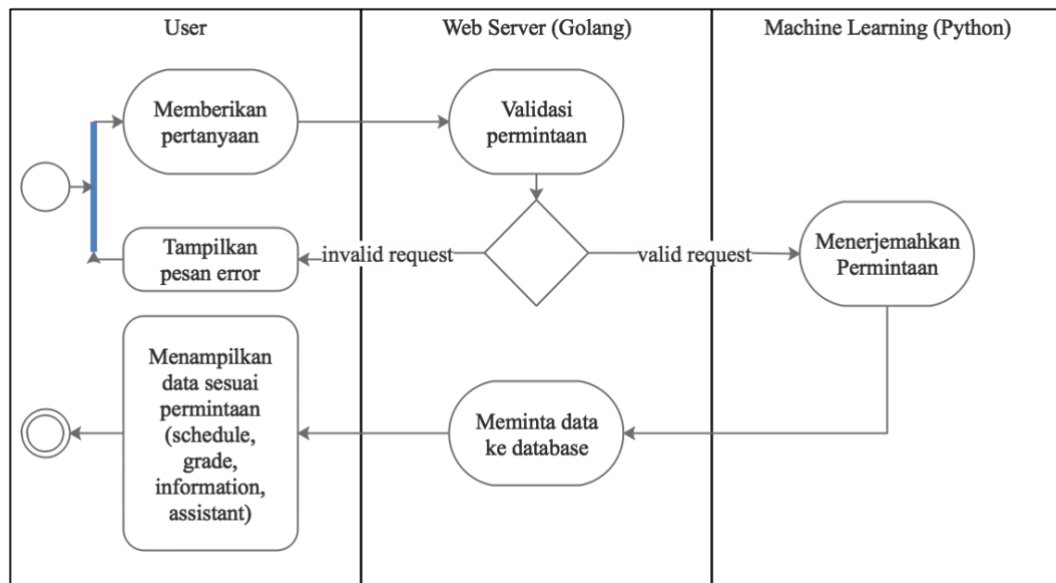 User
Web Server (Golang)
Machine Learning (Python)
Memberikan
pertanyaan
Validasi
permintaan
Tampilkan
pesan error
invalid request
valid request
Menerjemahkan
Permintaan
Menampilkan
data sesuai
permintaan
(schedule,
grade,
information,
assistant)
Meminta data
ke database